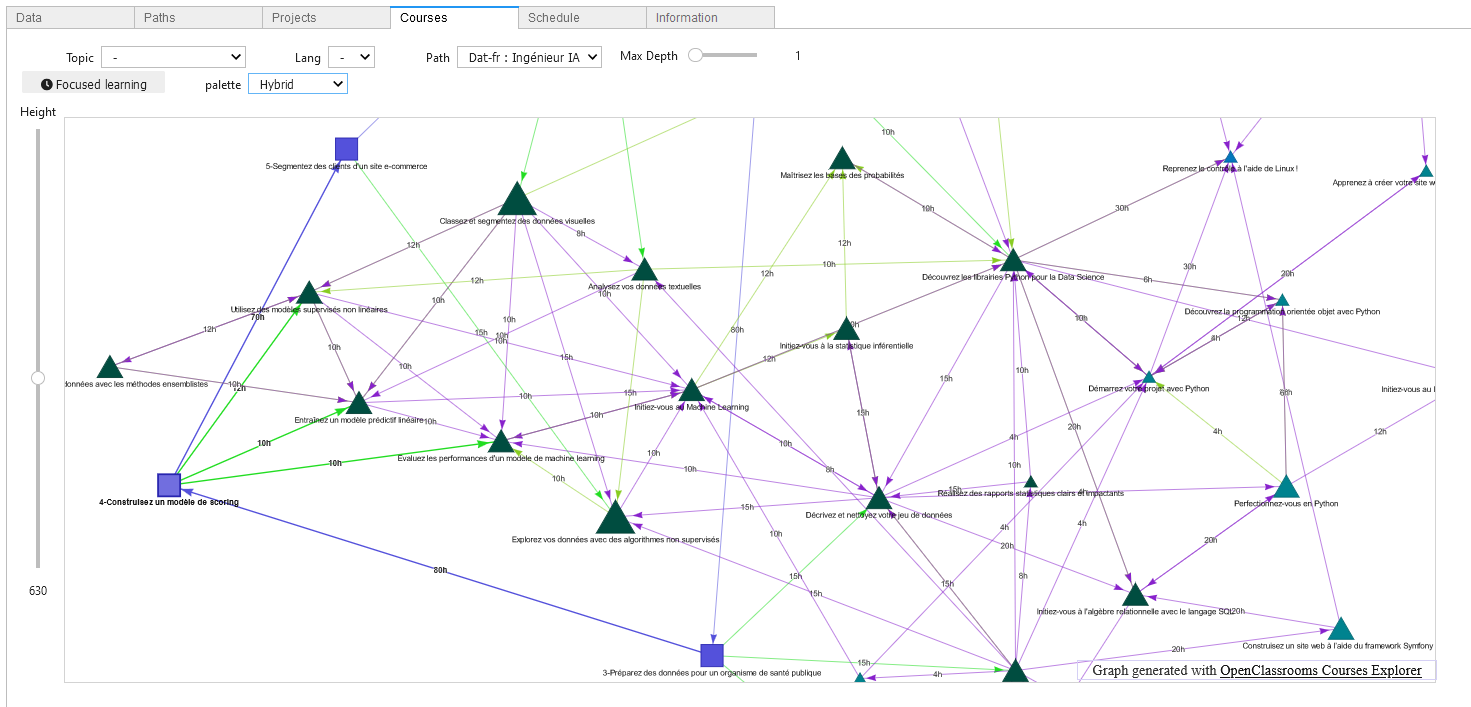 Data Paths Projects Courses Schedule Information
Topic - Lang - Path Dat-fr : Ingénieur IA Max Depth 1
Focused learning palette Hybrid
Height
630
10h
5-Segmentez des clients d'un site e-commerce
Maîtrisez les bases des probabilités
Reprenez le contrôle à l'aide de Linux !
Apprenez à créer votre site w
10h
30h
Classez et segmentez des données visuelles
8h
12h
12h
30h
20h
Découvrez les librairies Python pour la Data Science
10h
12h
12h
6h
Analysez vos données textuelles
10h
10h
Utilisez des modèles supervisés non linéaires
70h
Découvrez la programmation orientée objet avec Python
12h
10h
10h
12h
15h
10h
80h
0h
4h
Initiez-vous à la statistique inférentielle
10h
15h
12h
10h
10h
données avec les méthodes ensemblistes
10h
12h
15h
15h
10h
Démarrez votre projet avec Python
Initiez-vous au l
Initiez-vous au Machine Learning
10h
15h
Entraînez un modèle prédictif linéaire
10h
20h
4h
12h
10h
10h
4h
Evaluez les performances d'un modèle de machine learning
10h
10h
10h
10h
8h
10h
10h
15h
Réalisez des rapports statistiques clairs et impactants
4h
4-Construisez un modèle de scoring
Perfectionnez-vous en Python
15h
Décrivez et nettoyez votre jeu de données
4h
4h
10h
Explorez vos données avec des algorithmes non supervisés
20h
20h
80h
15h
15h
15h
8h
Initiez-vous à l'algèbre relationnelle avec le langage SQL
20h
Construisez un site web à l'aide du framework Symfony
20h
15h
3-Préparez des données pour un organisme de santé publique
4h
Graph generated with OpenClassrooms Courses Explorer